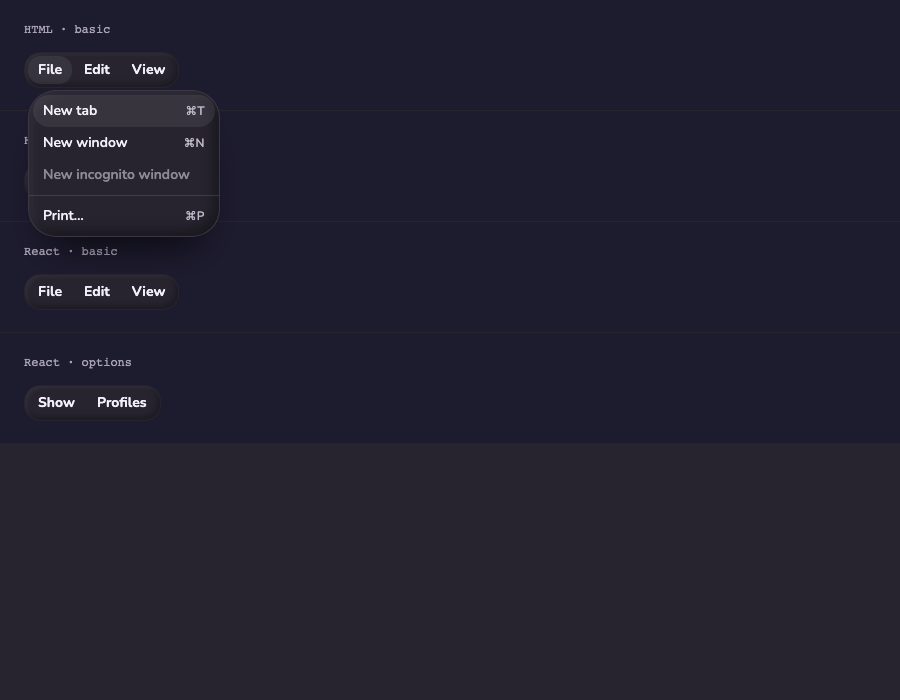 HTML · basic
File Edit View
New tab ⌘T
New window ⌘N
New incognito window
Print... ⌘P
React · basic
File Edit View
React · options
Show Profiles